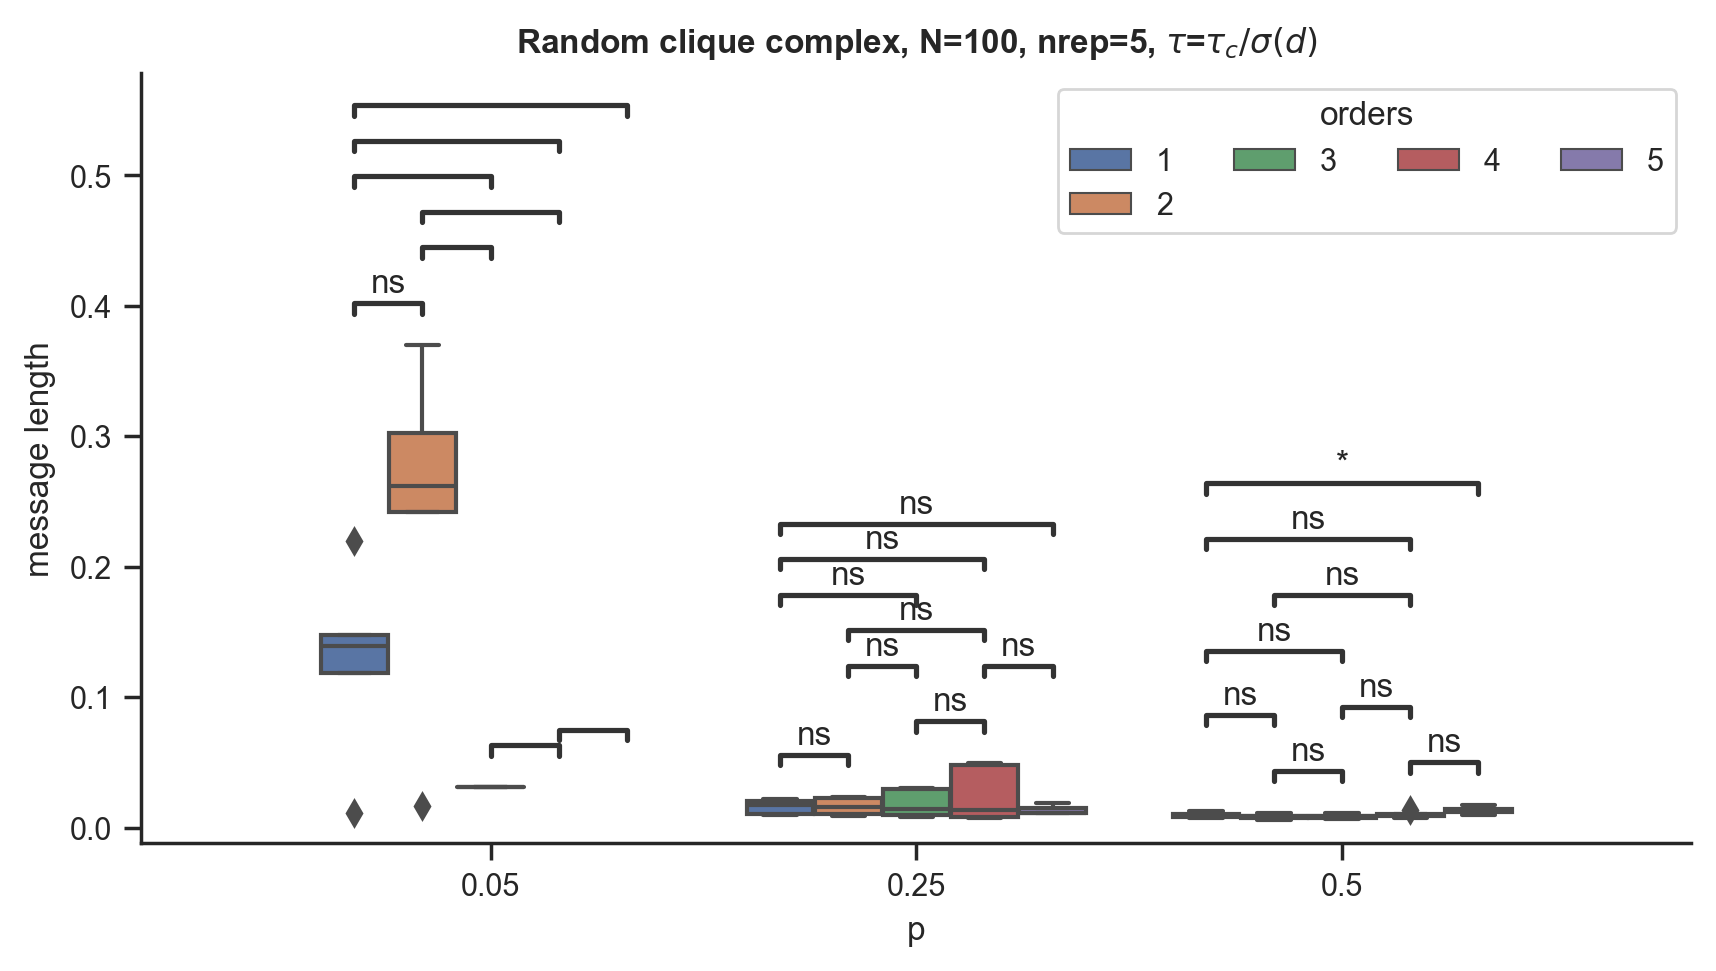 Random clique complex, N=100, nrep=5, τ=τ_c/σ(d)
orders
1 3 4 5
2
message length
0.5
0.4
0.3
0.2
0.1
0.0
ns
ns
ns
ns
ns
ns
ns
ns
ns
*
ns
ns
ns
ns
ns
ns
ns
0.05 0.25 0.5
p